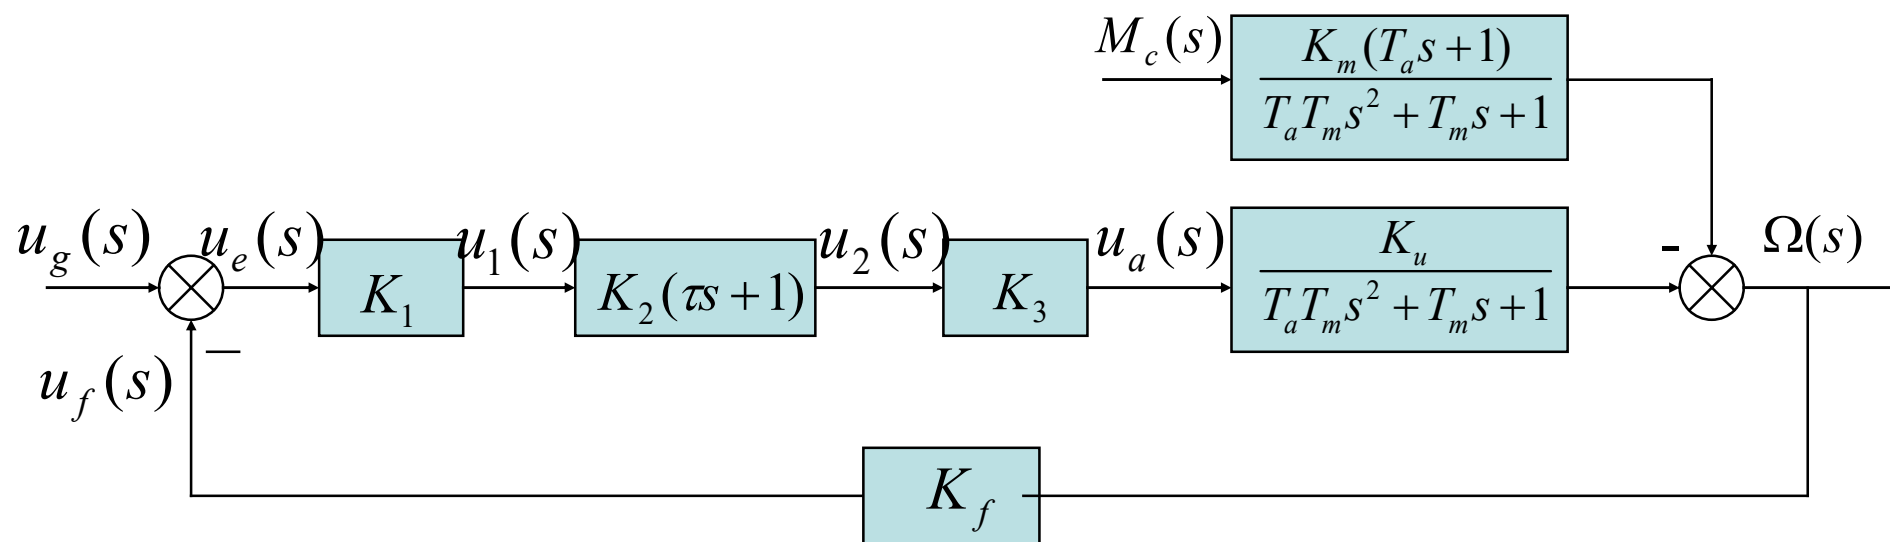 M_c(s)
K_m(T_a s+1)
T_a T_m s^2+T_m s+1
u_g(s)
u_e(s)
K_1
u_1(s)
K_2(τs+1)
u_2(s)
K_3
u_a(s)
K_u
T_a T_m s^2+T_m s+1
-
Ω(s)
u_f(s)
—
K_f